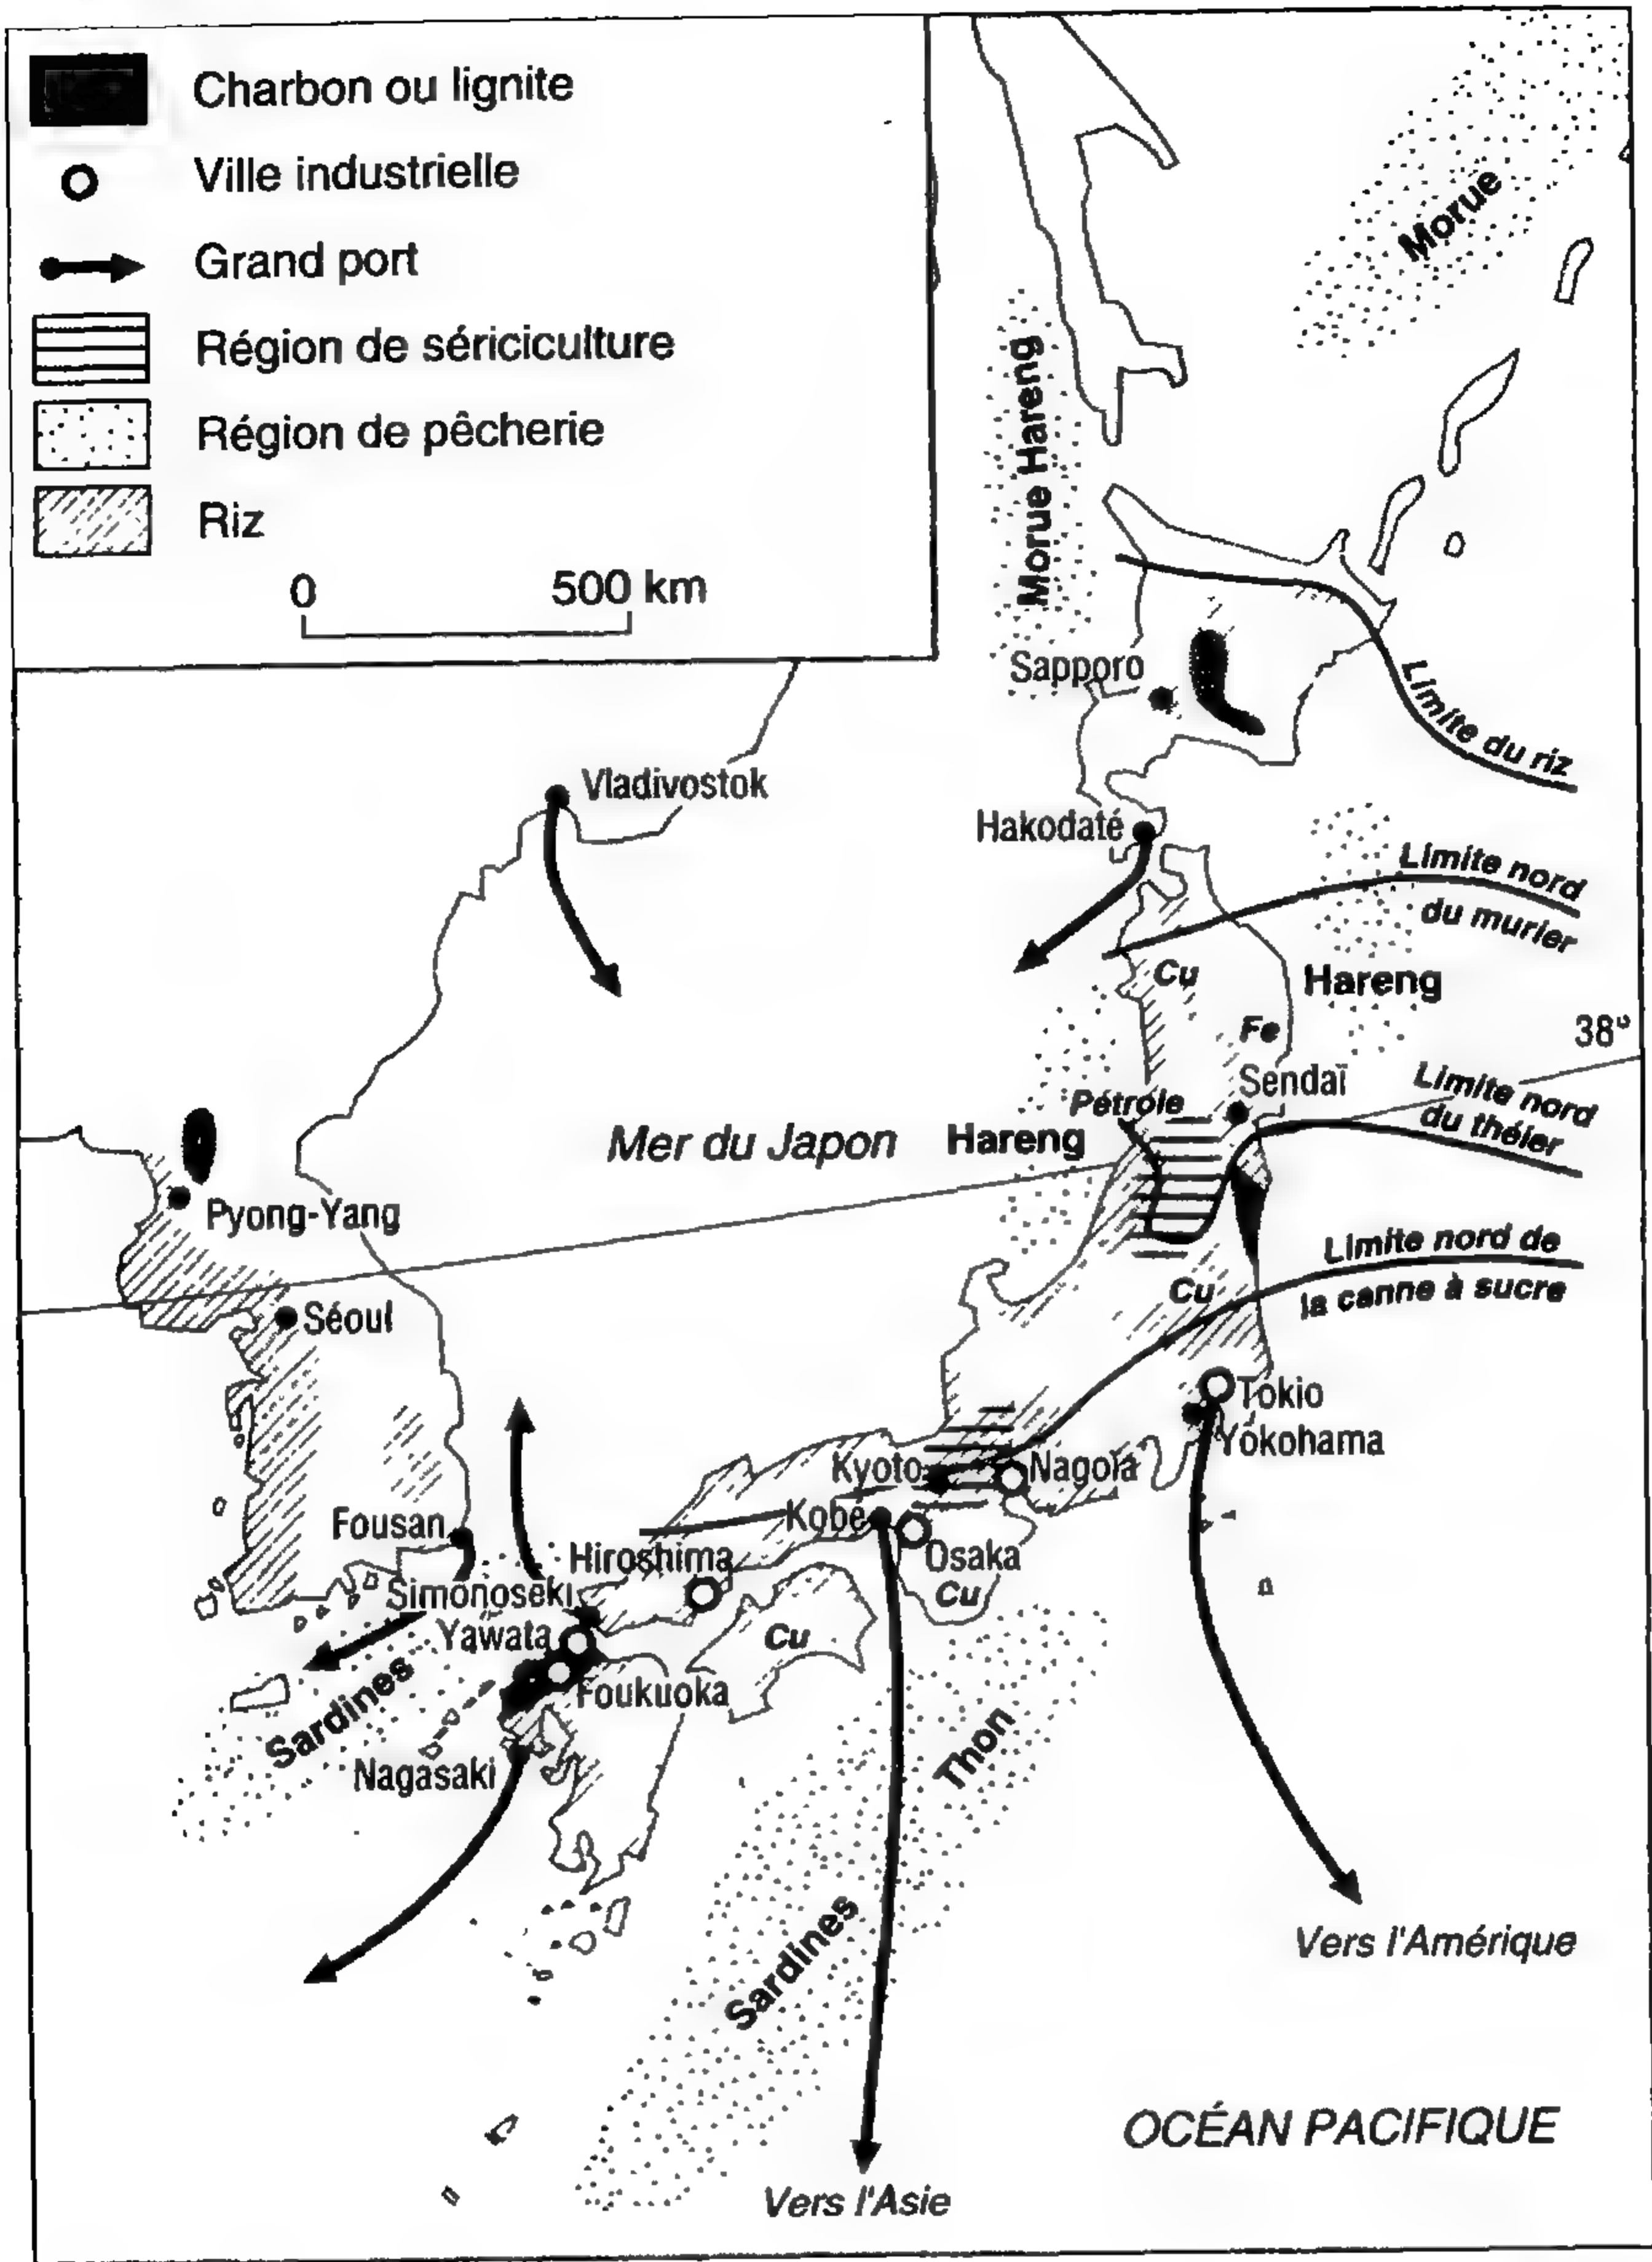 Charbon ou lignite
Ville industrielle
Grand port
Région de sériciculture
Région de pêcherie
Riz
0 500 km
Morue
Morue Hareng
Sapporo
Limite du riz
Vladivostok
Hakodaté
Limite nord
du murier
Cu
Hareng
Fe
38°
Sendaï
Limite nord
du théier
Pétrole
Mer du Japon
Hareng
Pyong-Yang
Limite nord de
la canne à sucre
Cu
Séoul
Tokio
Yokohama
Kyoto
Nagoïa
Fousan
Kobé
Hiroshima
Osaka
Simonoseki
Cu
Yawata
Cu
Sardines
Foukuoka
Thon
Nagasaki
Sardines
Vers l'Amérique
OCÉAN PACIFIQUE
Vers l'Asie